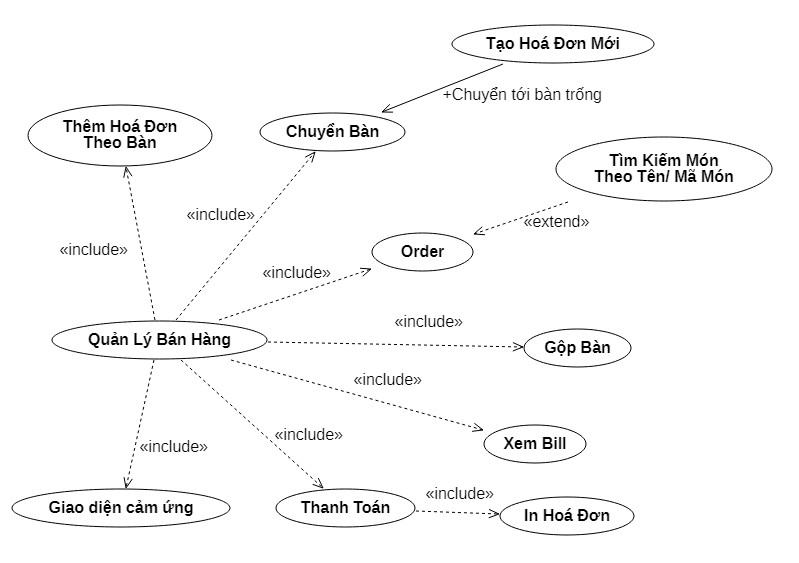 Tạo Hoá Đơn Mới
+Chuyển tới bàn trống
Thêm Hoá Đơn
Theo Bàn
Chuyển Bàn
Tìm Kiếm Món
Theo Tên/ Mã Món
«include»
«extend»
«include»
Order
«include»
«include»
Quản Lý Bán Hàng
Gộp Bàn
«include»
«include»
«include»
Xem Bill
«include»
Giao diện cảm ứng
Thanh Toán
In Hoá Đơn